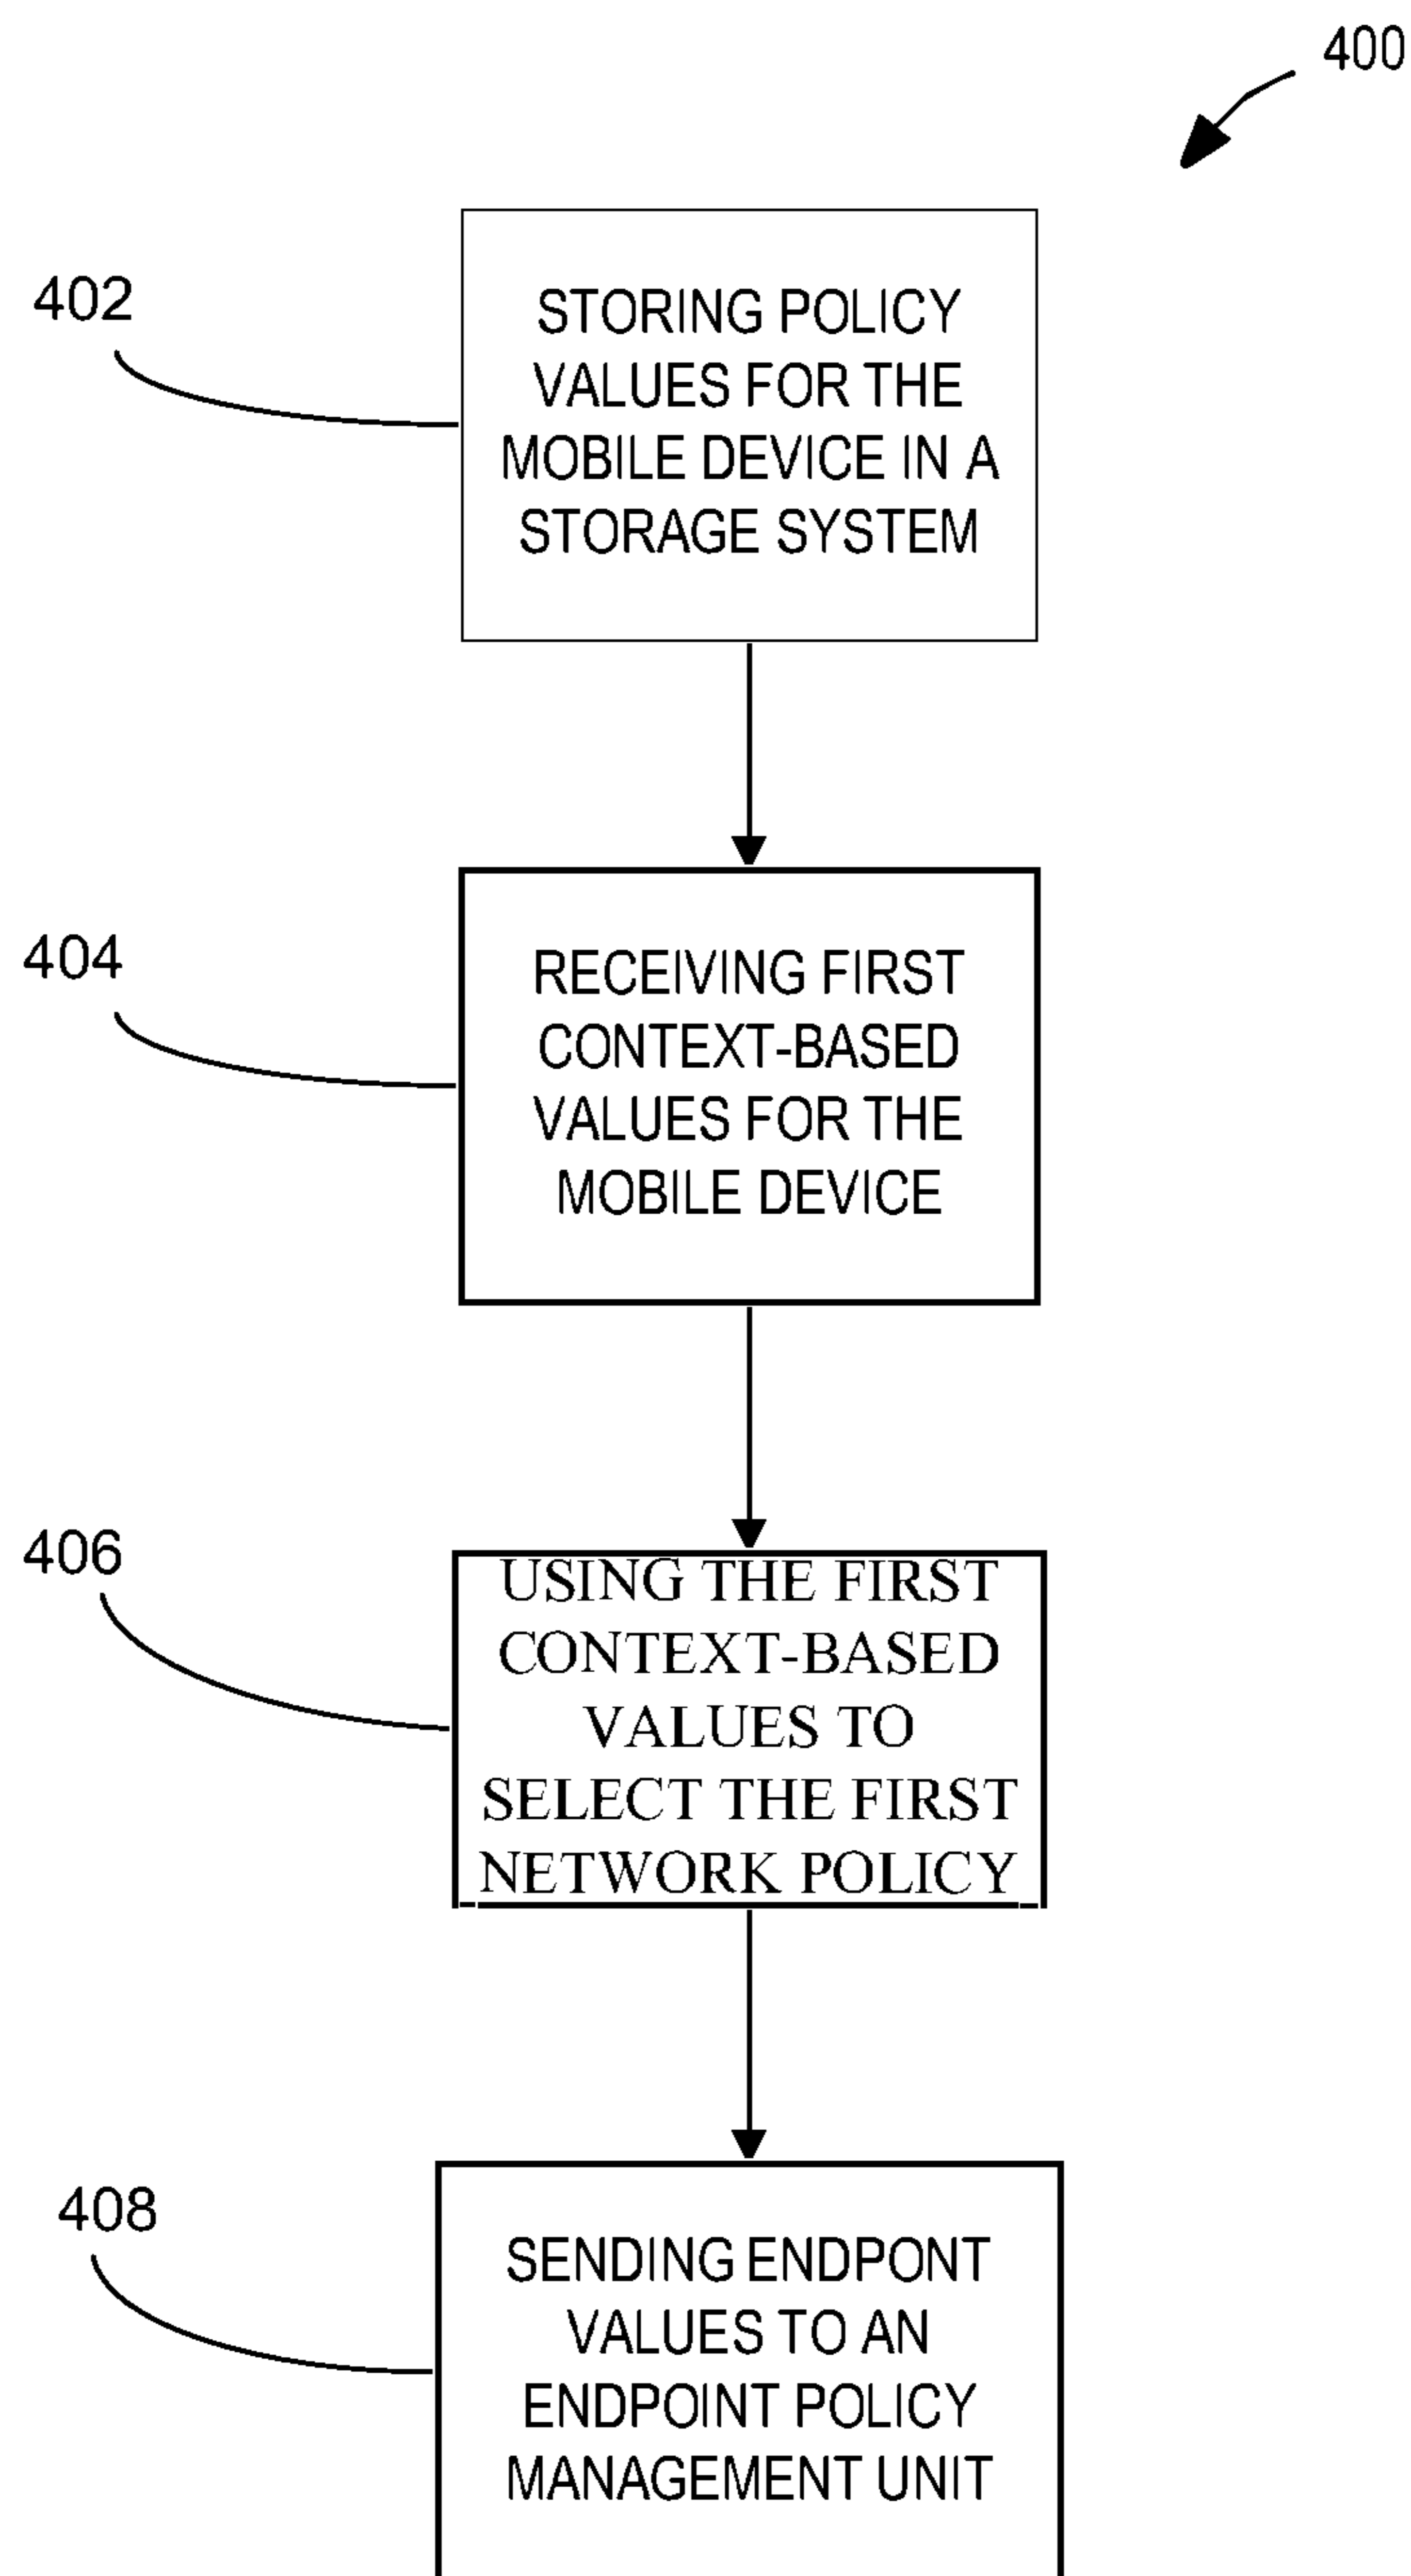 400
402
STORING POLICY
VALUES FOR THE
MOBILE DEVICE IN A
STORAGE SYSTEM
404
RECEIVING FIRST
CONTEXT-BASED
VALUES FOR THE
MOBILE DEVICE
406
USING THE FIRST
CONTEXT-BASED
VALUES TO
SELECT THE FIRST
NETWORK POLICY
408
SENDING ENDPONT
VALUES TO AN
ENDPOINT POLICY
MANAGEMENT UNIT